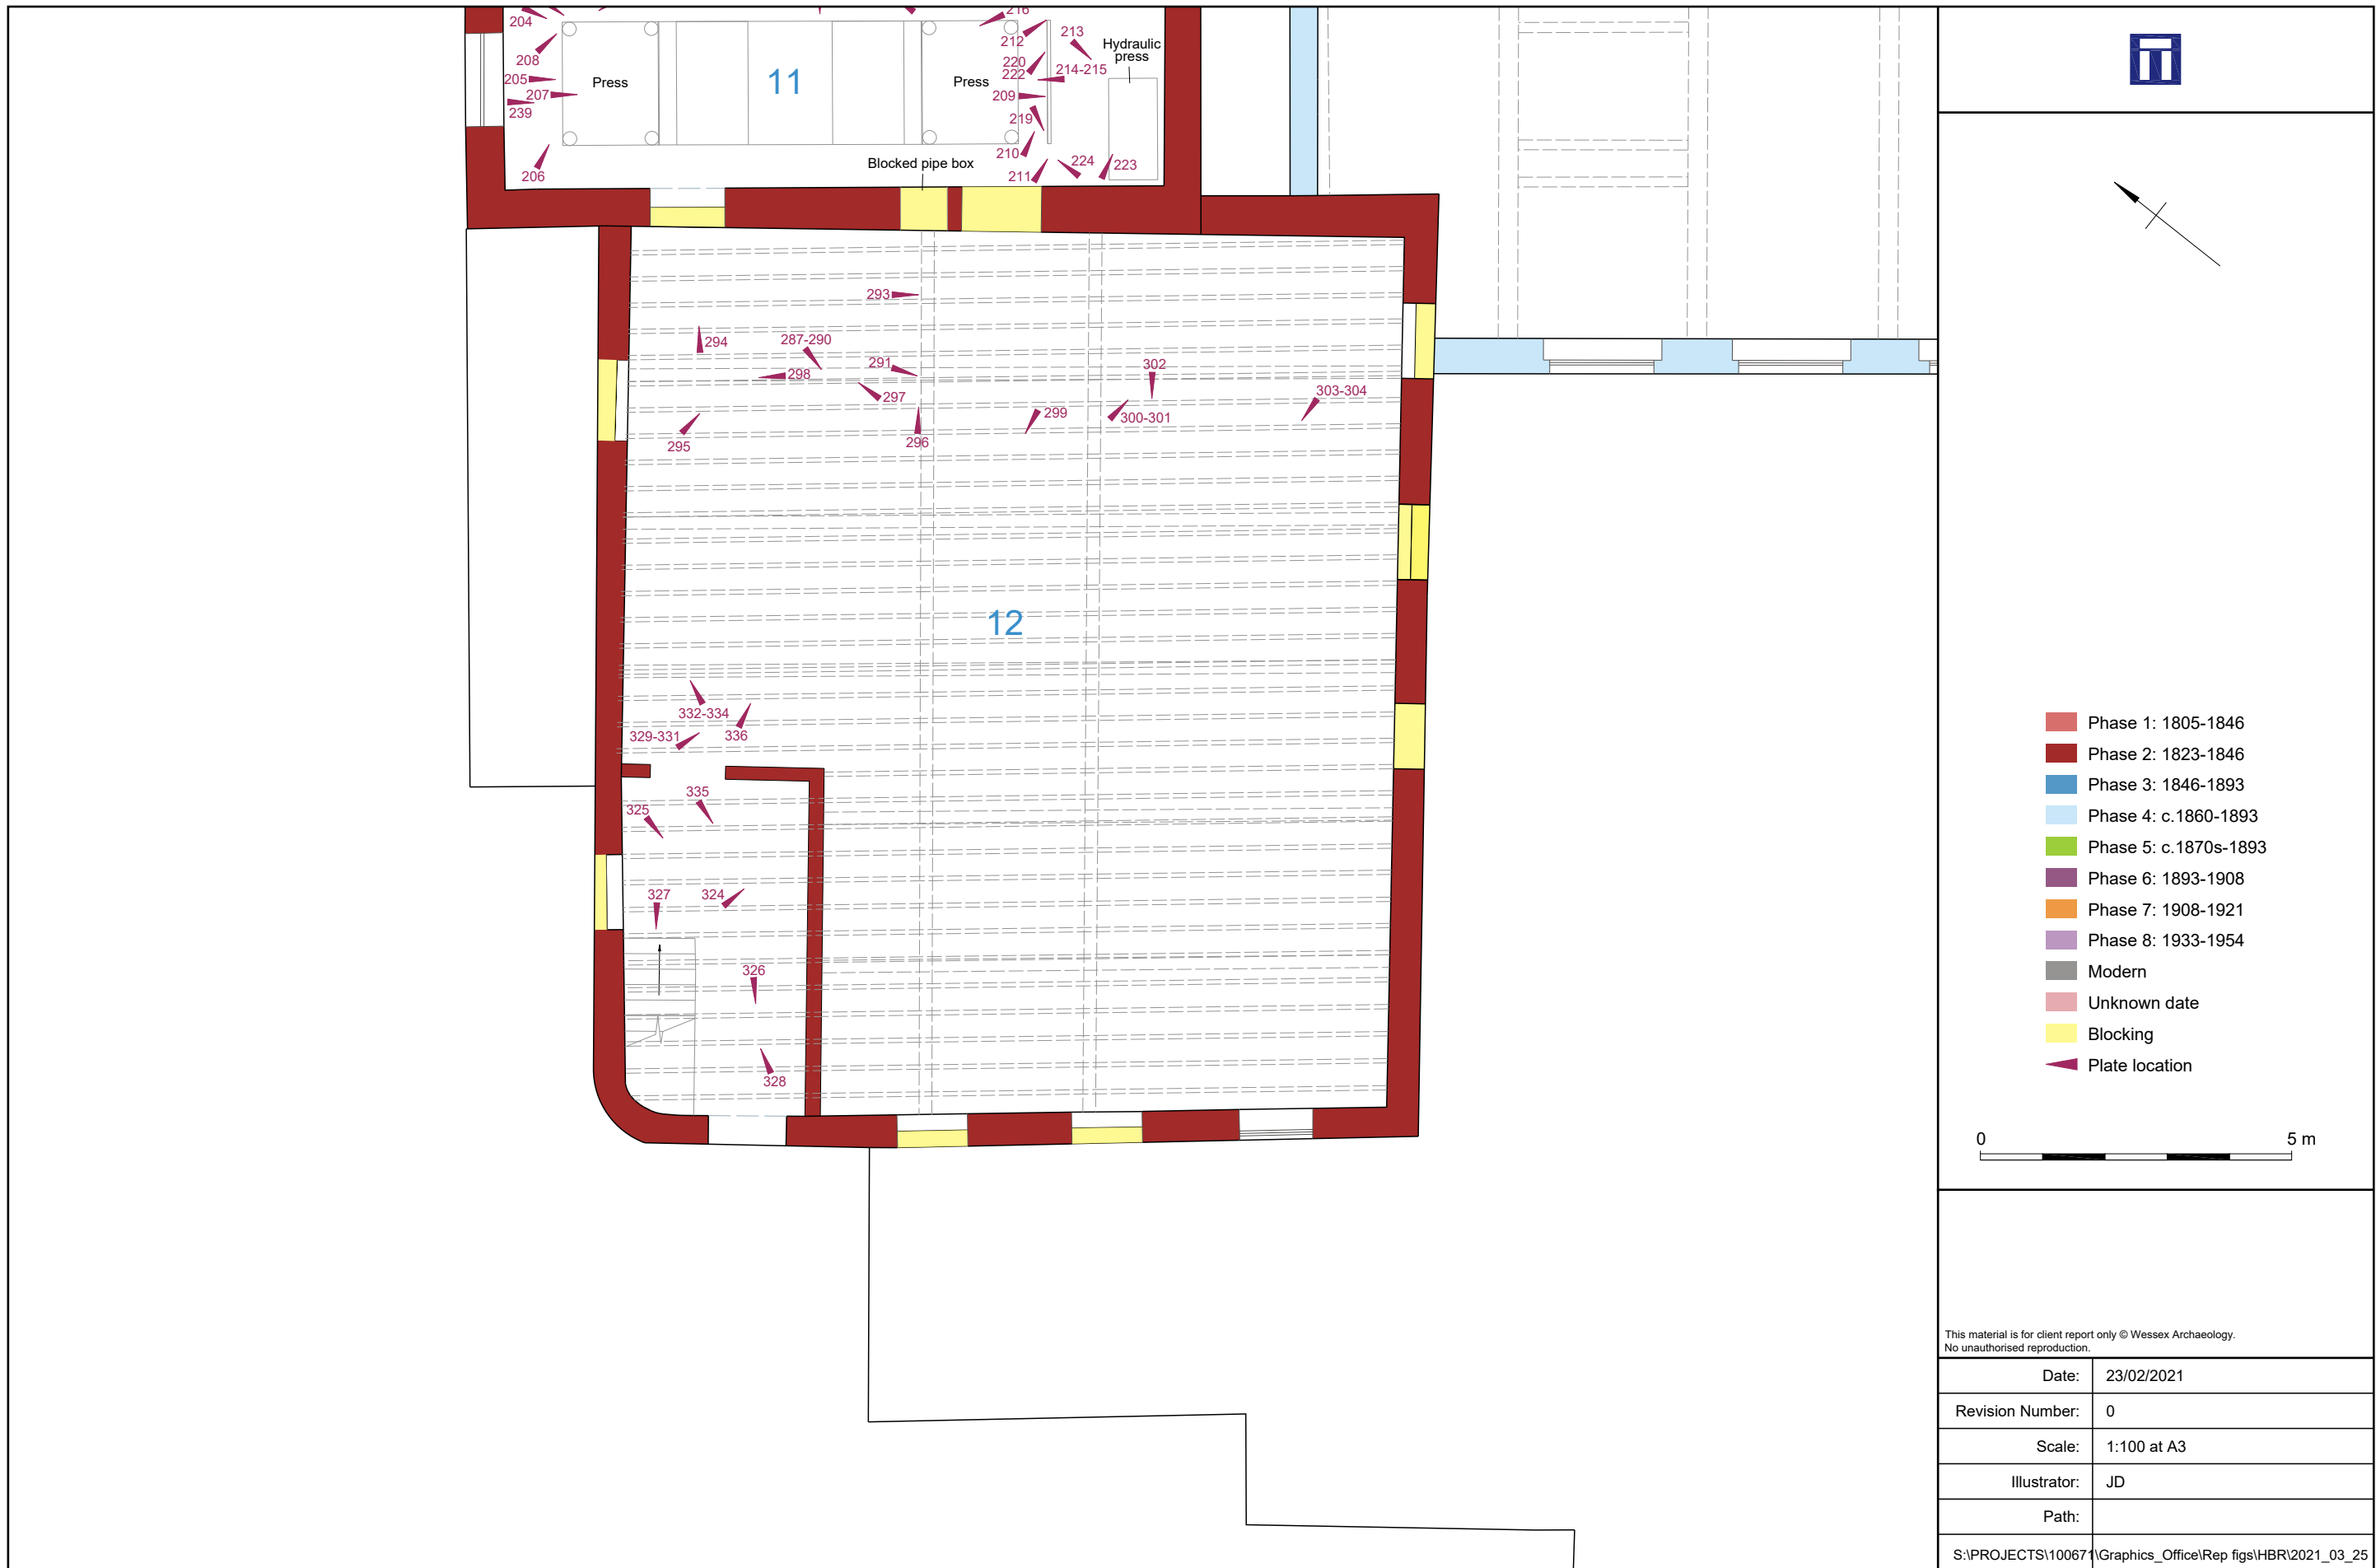 204
208
205
207
239
206
Press
11
Press
216
212
213
220
222
214-215
209
219
210
211
224
223
Hydraulic
press
Blocked pipe box
293
294
287-290
298
291
297
295
296
299
302
300-301
303-304
12
332-334
329-331
336
335
325
327
324
326
328
Phase 1: 1805-1846
Phase 2: 1823-1846
Phase 3: 1846-1893
Phase 4: c.1860-1893
Phase 5: c.1870s-1893
Phase 6: 1893-1908
Phase 7: 1908-1921
Phase 8: 1933-1954
Modern
Unknown date
Blocking
Plate location
0 5 m
This material is for client report only © Wessex Archaeology.
No unauthorised reproduction.
Date: 23/02/2021
Revision Number: 0
Scale: 1:100 at A3
Illustrator: JD
Path:
S:\PROJECTS\100671\Graphics_Office\Rep figs\HBR\2021_03_25